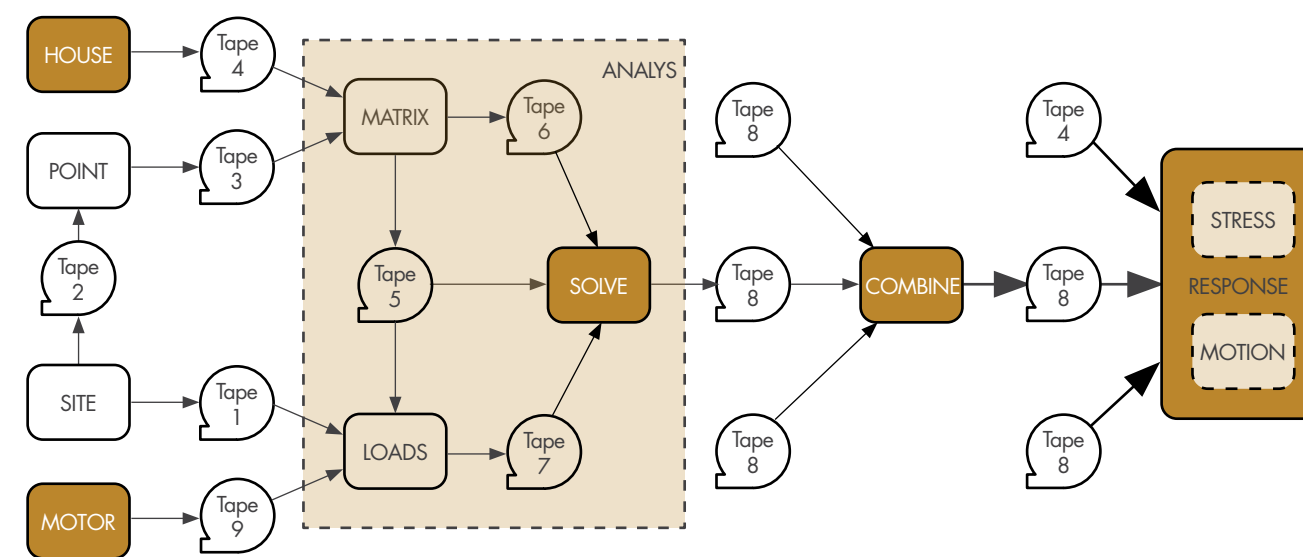 HOUSE
Tape
4
ANALYS
MATRIX
Tape
6
Tape
8
Tape
4
POINT
Tape
3
STRESS
Tape
2
Tape
5
SOLVE
Tape
8
COMBINE
Tape
8
RESPONSE
MOTION
SITE
Tape
1
LOADS
Tape
7
Tape
8
Tape
8
MOTOR
Tape
9